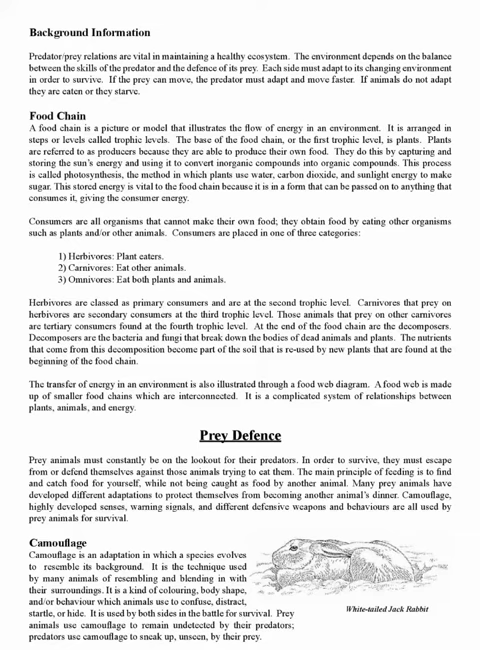 Background Information
Predator/prey relations are vital in maintaining a healthy ecosystem. The environment depends on the balance
between the skills of the predator and the defence of its prey. Each side must adapt to its changing environment
in order to survive. If the prey can move, the predator must adapt and move faster. If animals do not adapt
they are eaten or they starve.
Food Chain
A food chain is a picture or model that illustrates the flow of energy in an environment. It is arranged in
steps or levels called trophic levels. The base of the food chain, or the first trophic level, is plants. Plants
are referred to as producers because they are able to produce their own food. They do this by capturing and
storing the sun's energy and using it to convert inorganic compounds into organic compounds. This process
is called photosynthesis, the method in which plants use water, carbon dioxide, and sunlight energy to make
sugar. This stored energy is vital to the food chain because it is in a form that can be passed on to anything that
consumes it, giving the consumer energy.
Consumers are all organisms that cannot make their own food; they obtain food by eating other organisms
such as plants and/or other animals. Consumers are placed in one of three categories:
1) Herbivores: Plant eaters.
2) Carnivores: Eat other animals.
3) Omnivores: Eat both plants and animals.
Herbivores are classed as primary consumers and are at the second trophic level. Carnivores that prey on
herbivores are secondary consumers at the third trophic level. Those animals that prey on other carnivores
are tertiary consumers found at the fourth trophic level. At the end of the food chain are the decomposers.
Decomposers are the bacteria and fungi that break down the bodies of dead animals and plants. The nutrients
that come from this decomposition become part of the soil that is re-used by new plants that are found at the
beginning of the food chain.
The transfer of energy in an environment is also illustrated through a food web diagram. A food web is made
up of smaller food chains which are interconnected. It is a complicated system of relationships between
plants, animals, and energy.
Prey Defence
Prey animals must constantly be on the lookout for their predators. In order to survive, they must escape
from or defend themselves against those animals trying to eat them. The main principle of feeding is to find
and catch food for yourself, while not being caught as food by another animal. Many prey animals have
developed different adaptations to protect themselves from becoming another animal's dinner. Camouflage,
highly developed senses, warning signals, and different defensive weapons and behaviours are all used by
prey animals for survival.
Camouflage
Camouflage is an adaptation in which a species evolves
to resemble its background. It is the technique used
by many animals of resembling and blending in with
their surroundings. It is a kind of colouring, body shape,
and/or behaviour which animals use to confuse, distract,
startle, or hide. It is used by both sides in the battle for survival. Prey
animals use camouflage to remain undetected by their predators;
predators use camouflage to sneak up, unseen, by their prey.
White-tailed Jack Rabbit